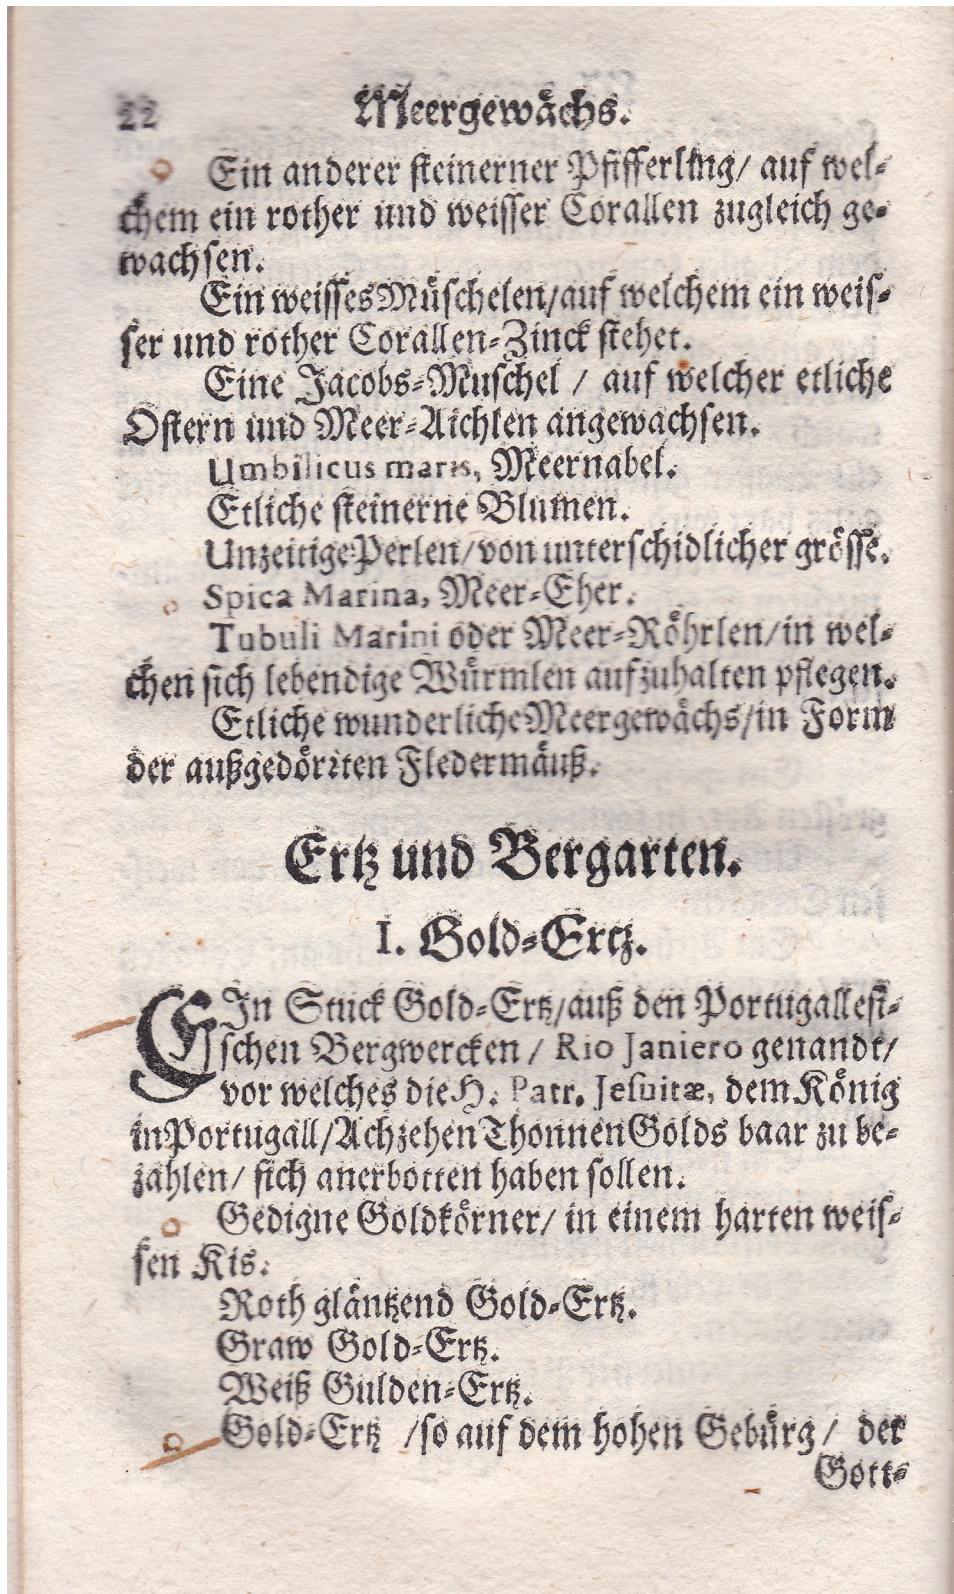 22 Meergewächs.
Ein anderer steinerner Pfifferling/ auf wel-
chem ein rother und weisser Corallen zugleich ge-
wachsen.
Ein weisses Müschelen/auf welchem ein weis-
ser und rother Corallen-Zinck stehet.
Eine Jacobs-Muschel / auf welcher etliche
Ostern und Meer-Aichlen angewachsen.
Umbilicus maris, Meernabel.
Etliche steinerne Blumen.
Unzeitige Perlen/von unterschidlicher grösse.
Spica Marina, Meer-Eher.
Tubuli Marini oder Meer-Röhrlen/in wel-
chen sich lebendige Würmlen aufzuhalten pflegen.
Etliche wunderliche Meergewächs/in Form
der außgedörrten Fledermäuß.
Ertz und Bergarten.
I. Gold-Ertz.
EIn Stuck Gold-Ertz/auß den Portugallesi-
schen Bergwercken / Rio Janiero genandt/
vor welches die H. Patr. Jesuitæ, dem König
in Portugall/Achzehen Thonnen Golds baar zu be-
zahlen/ sich anerbotten haben sollen.
Gedigne Goldkörner/ in einem harten weis-
sen Kis.
Roth gläntzend Gold-Ertz.
Graw Gold-Ertz.
Weiß Gulden-Ertz.
Gold-Ertz /so auf dem hohen Gebürg/ der
Gott-